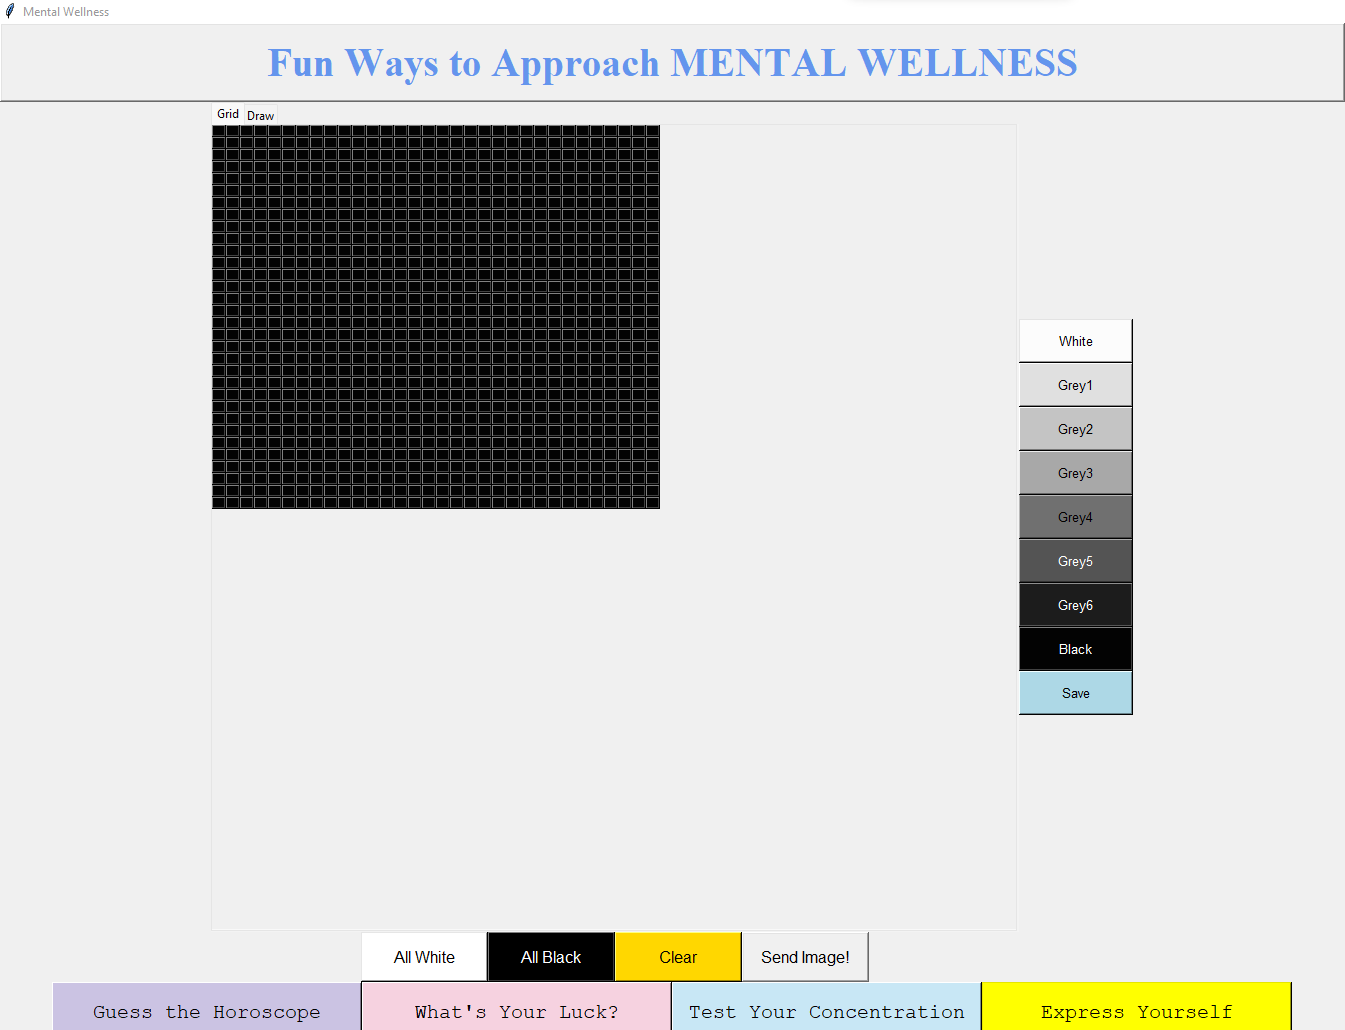 Mental Wellness
Fun Ways to Approach MENTAL WELLNESS
Grid Draw
White
Grey1
Grey2
Grey3
Grey4
Grey5
Grey6
Black
Save
All White All Black Clear Send Image!
Guess the Horoscope What's Your Luck? Test Your Concentration Express Yourself